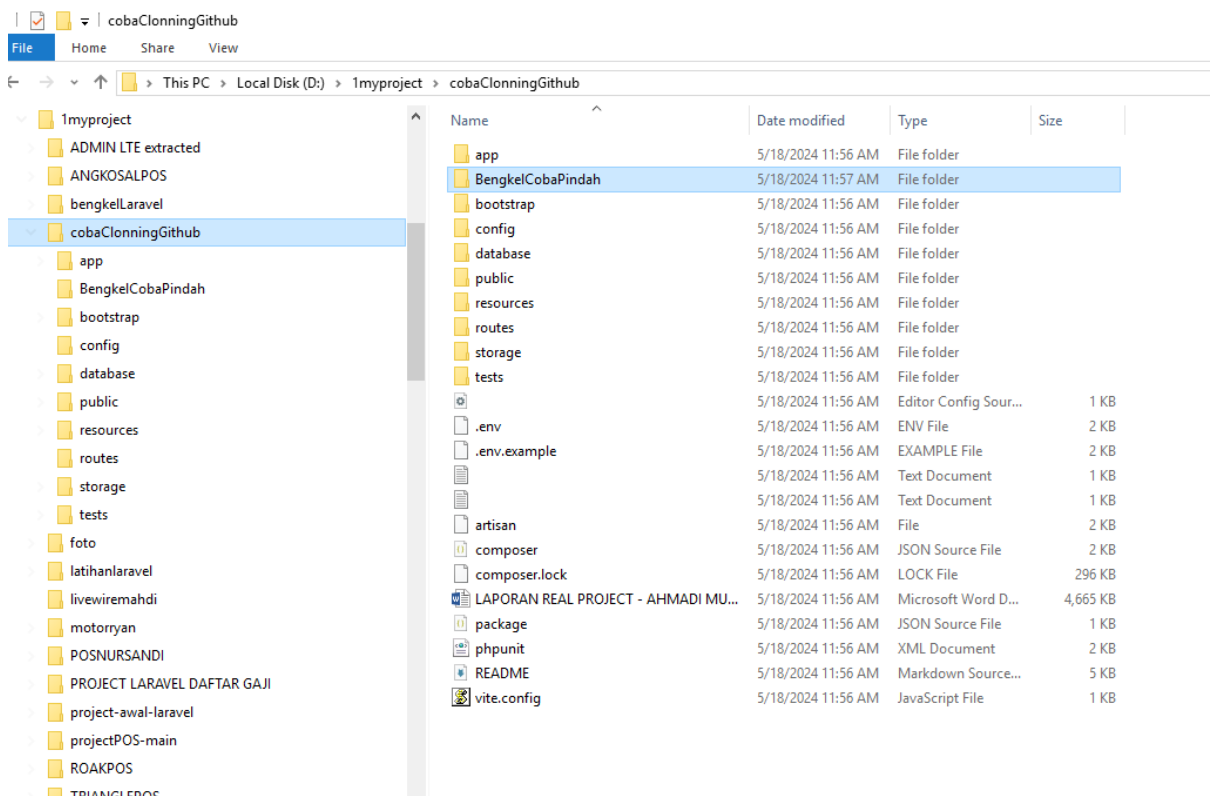 cobaClonningGithub
File Home Share View
This PC Local Disk (D:) 1myproject cobaClonningGithub
1myproject
ADMIN LTE extracted
ANGKOSALPOS
bengkelLaravel
cobaClonningGithub
app
BengkelCobaPindah
bootstrap
config
database
public
resources
routes
storage
tests
foto
latihanlaravel
livewiremahdi
motorryan
POSNURSANDI
PROJECT LARAVEL DAFTAR GAJI
project-awal-laravel
projectPOS-main
ROAKPOS
TRIANGLEPOS
Name Date modified Type Size
app 5/18/2024 11:56 AM File folder
BengkelCobaPindah 5/18/2024 11:57 AM File folder
bootstrap 5/18/2024 11:56 AM File folder
config 5/18/2024 11:56 AM File folder
database 5/18/2024 11:56 AM File folder
public 5/18/2024 11:56 AM File folder
resources 5/18/2024 11:56 AM File folder
routes 5/18/2024 11:56 AM File folder
storage 5/18/2024 11:56 AM File folder
tests 5/18/2024 11:56 AM File folder
5/18/2024 11:56 AM Editor Config Sour... 1 KB
.env 5/18/2024 11:56 AM ENV File 2 KB
.env.example 5/18/2024 11:56 AM EXAMPLE File 2 KB
5/18/2024 11:56 AM Text Document 1 KB
5/18/2024 11:56 AM Text Document 1 KB
artisan 5/18/2024 11:56 AM File 2 KB
composer 5/18/2024 11:56 AM JSON Source File 2 KB
composer.lock 5/18/2024 11:56 AM LOCK File 296 KB
LAPORAN REAL PROJECT - AHMADI MU... 5/18/2024 11:56 AM Microsoft Word D... 4,665 KB
package 5/18/2024 11:56 AM JSON Source File 1 KB
phpunit 5/18/2024 11:56 AM XML Document 2 KB
README 5/18/2024 11:56 AM Markdown Source... 5 KB
vite.config 5/18/2024 11:56 AM JavaScript File 1 KB